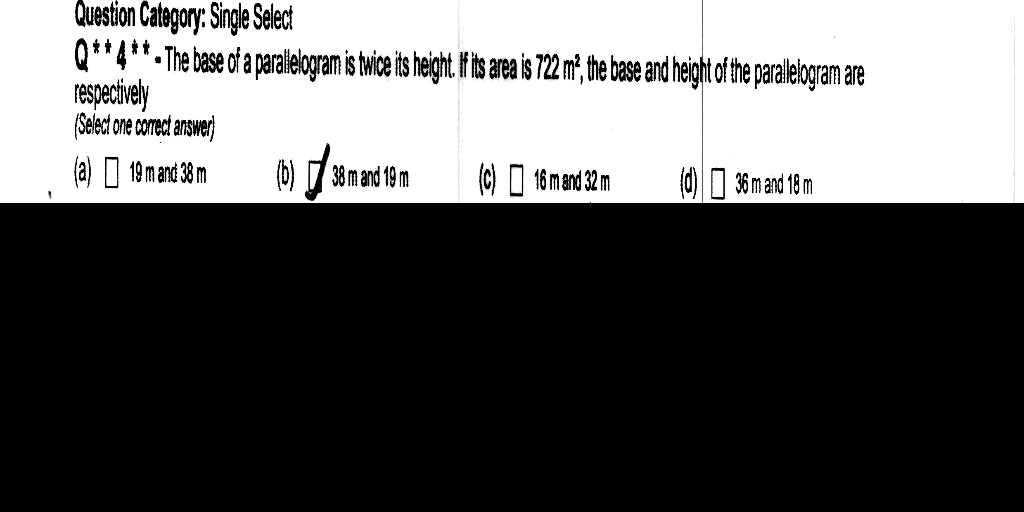 Question Category: Single Select
Q**4** - The base of a parallelogram is twice its height. If its area is 722 m², the base and height of the parallelogram are
respectively
(Select one correct answer)
(a) ☐ 19 m and 38 m (b) ☐ 38 m and 19 m (c) ☐ 16 m and 32 m (d) ☐ 36 m and 18 m